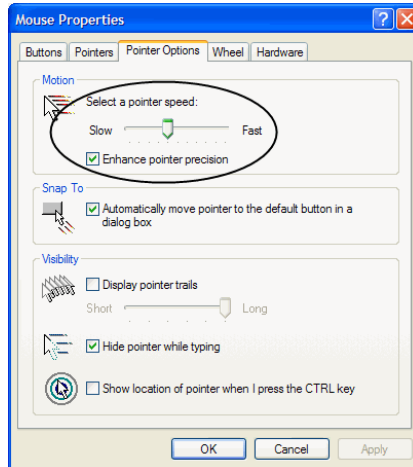 Mouse Properties
Buttons Pointers Pointer Options Wheel Hardware
Motion
Select a pointer speed:
Slow Fast
Enhance pointer precision
Snap To
Automatically move pointer to the default button in a
dialog box
Visibility
Display pointer trails
Short Long
Hide pointer while typing
Show location of pointer when I press the CTRL key
OK Cancel Apply